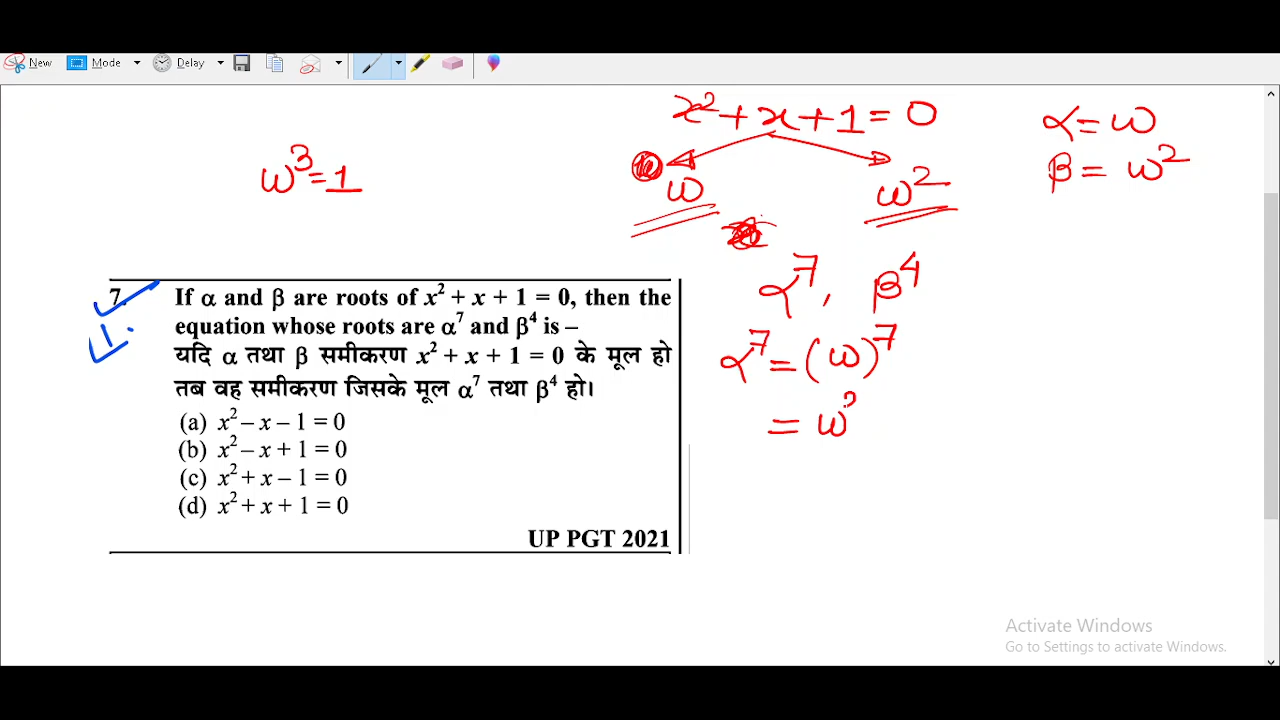 New Mode Delay
x² + x + 1 = 0
α = ω
β = ω²
ω³ = 1
ω ω²
α⁷, β⁴
α⁷ = (ω)⁷
= ω
7. If α and β are roots of x² + x + 1 = 0, then the
equation whose roots are α⁷ and β⁴ is –
यदि α तथा β समीकरण x² + x + 1 = 0 के मूल हो
तब वह समीकरण जिसके मूल α⁷ तथा β⁴ हो।
(a) x² – x – 1 = 0
(b) x² – x + 1 = 0
(c) x² + x – 1 = 0
(d) x² + x + 1 = 0
UP PGT 2021
1.
Activate Windows
Go to Settings to activate Windows.